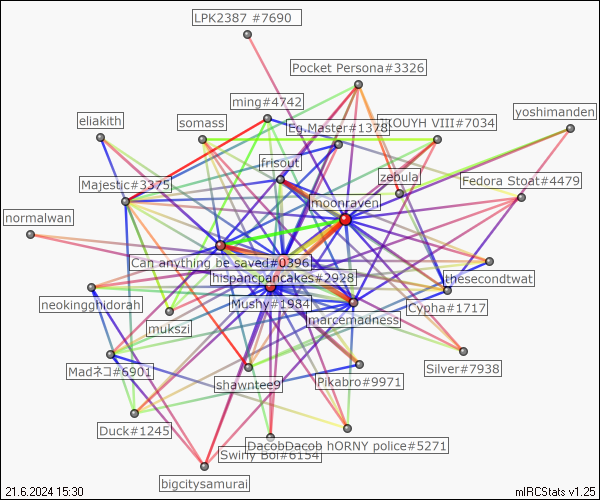 LPK2387 #7690
Pocket Persona#3326
ming#4742
yoshimanden
eliakith
somass
Eg.Master#1378
KOUYH VIII#7034
frisout
zebula
Majestic#3375
Fedora Stoat#4479
moonraven
normalwan
Can anything be saved#0396
hispancpancakes#2928
thesecondtwat
neokingghidorah
Mushy#1984
Cypha#1717
mukszi
marcemadness
Madネコ#6901
Silver#7938
shawntee9
Pikabro#9971
Duck#1245
DacobDacob hORNY police#5271
Swirly Boi#6154
bigcitysamurai
21.6.2024 15:30
mIRCStats v1.25